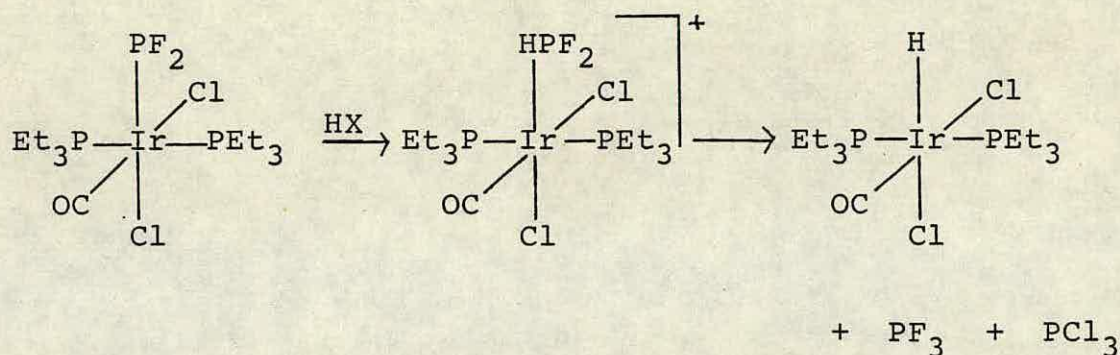 PF2 HPF2 + H
Cl Cl Cl
Et3P—Ir—PEt3 HX Et3P—Ir—PEt3 Et3P—Ir—PEt3
OC OC OC
Cl Cl Cl
+ PF3 + PCl3